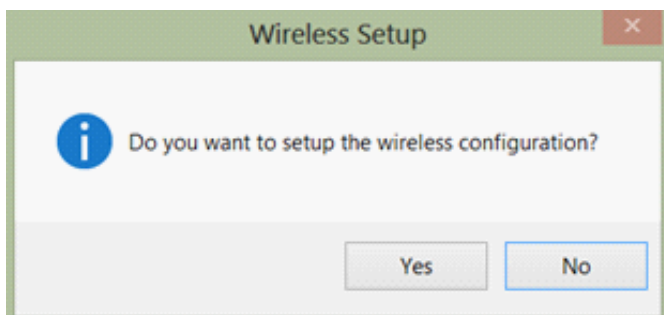 Wireless Setup
Do you want to setup the wireless configuration?
Yes
No